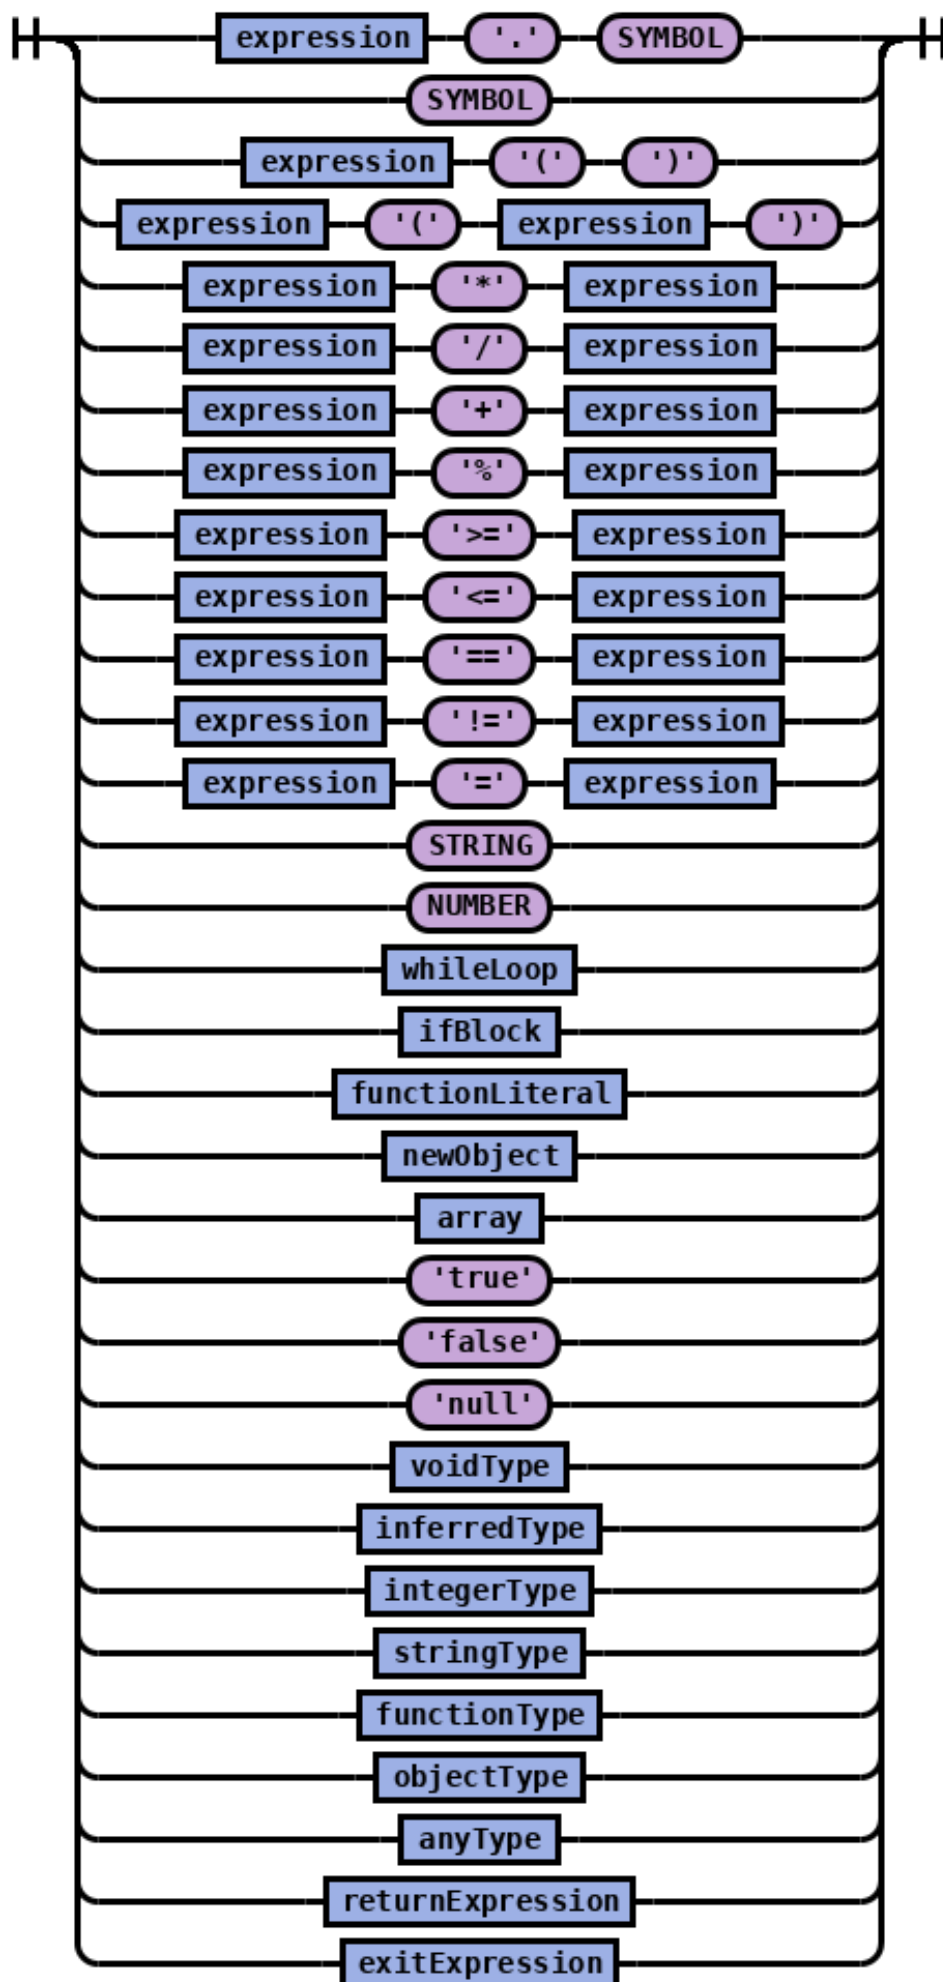 expression '.' SYMBOL
SYMBOL
expression '(' ')'
expression '(' expression ')'
expression '*' expression
expression '/' expression
expression '+' expression
expression '%' expression
expression '>=' expression
expression '<=' expression
expression '==' expression
expression '!=' expression
expression '=' expression
STRING
NUMBER
whileLoop
ifBlock
functionLiteral
newObject
array
'true'
'false'
'null'
voidType
inferredType
integerType
stringType
functionType
objectType
anyType
returnExpression
exitExpression